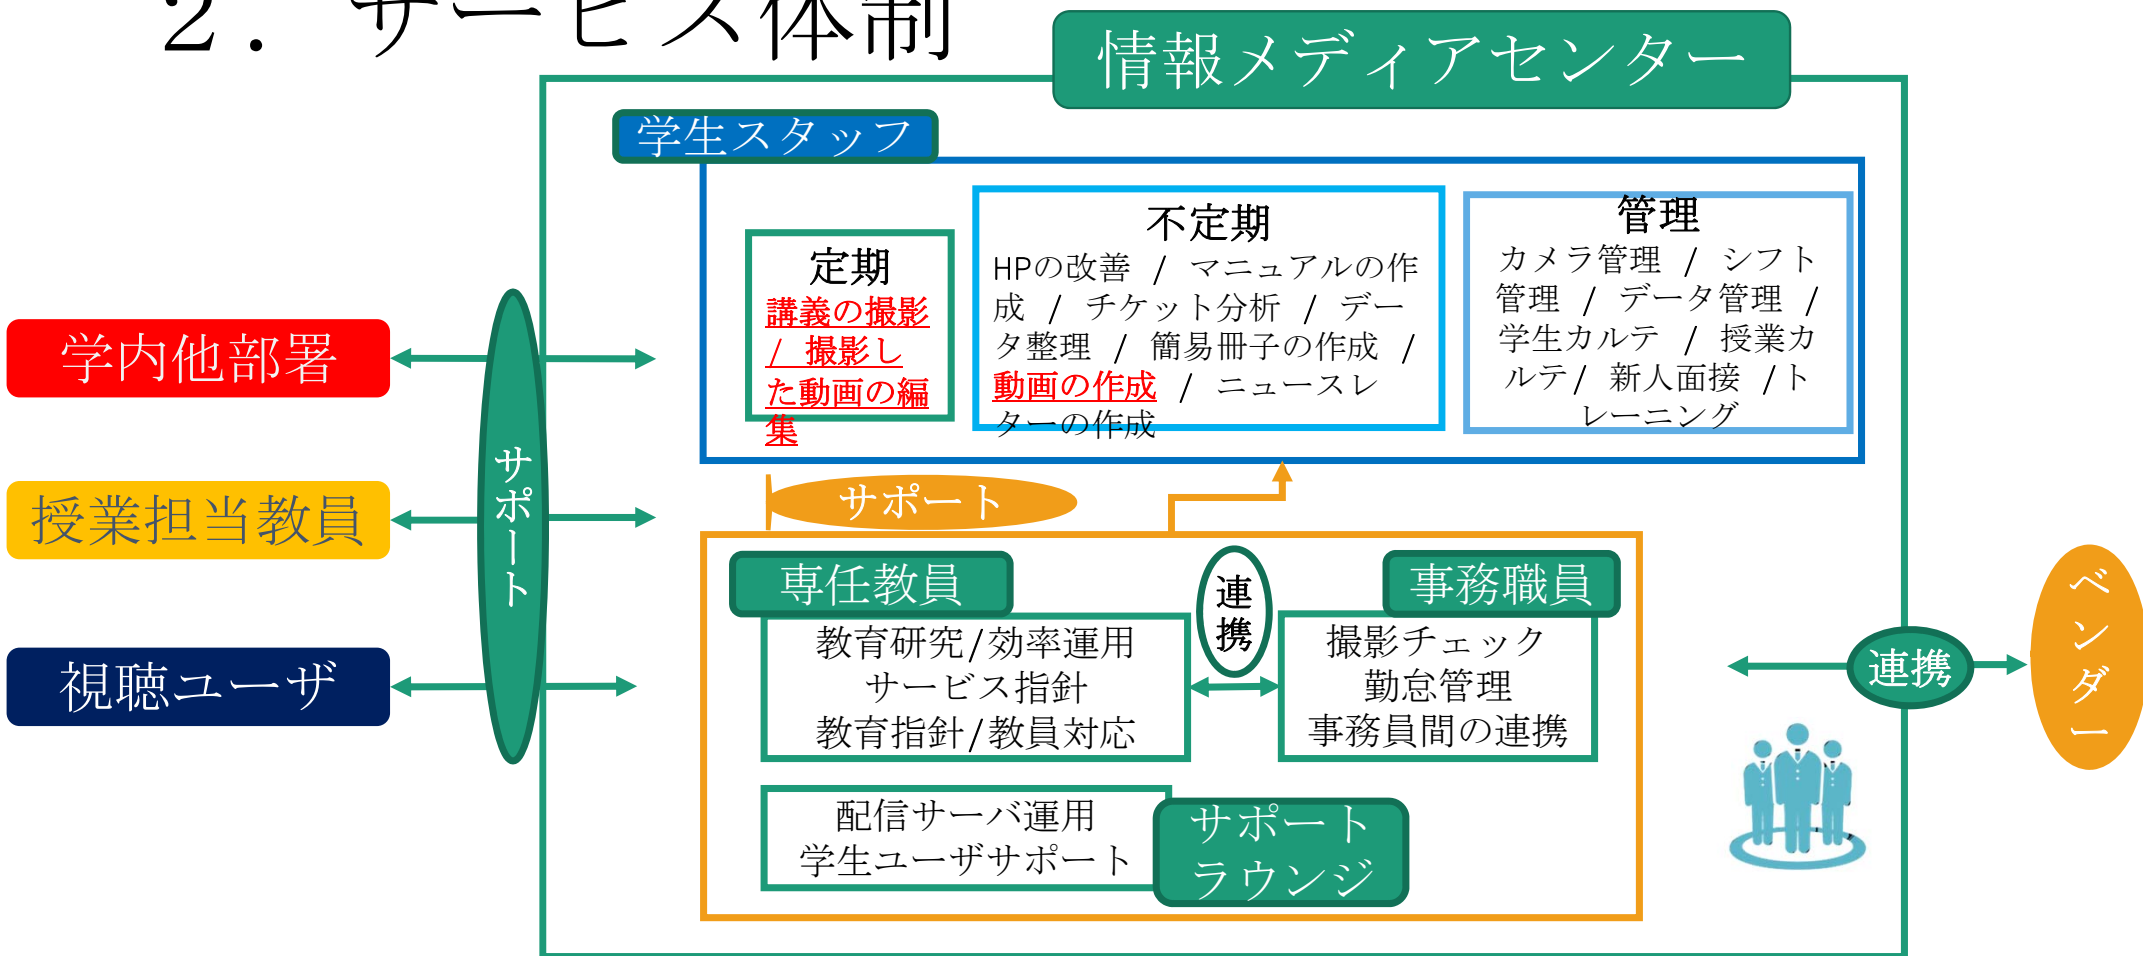 2. サービス体制
情報メディアセンター
学生スタッフ
定期
講義の撮影
/ 撮影し
た動画の編
集
不定期
HPの改善 / マニュアルの作
成 / チケット分析 / デー
タ整理 / 簡易冊子の作成 /
動画の作成 / ニュースレ
ターの作成
管理
カメラ管理 / シフト
管理 / データ管理 /
学生カルテ / 授業カ
ルテ/ 新人面接 /ト
レーニング
学内他部署
授業担当教員
視聴ユーザ
サポート
サポート
専任教員
教育研究/効率運用
サービス指針
教育指針/教員対応
連携
事務職員
撮影チェック
勤怠管理
事務員間の連携
配信サーバ運用
学生ユーザサポート
サポート
ラウンジ
連携
ベンダー